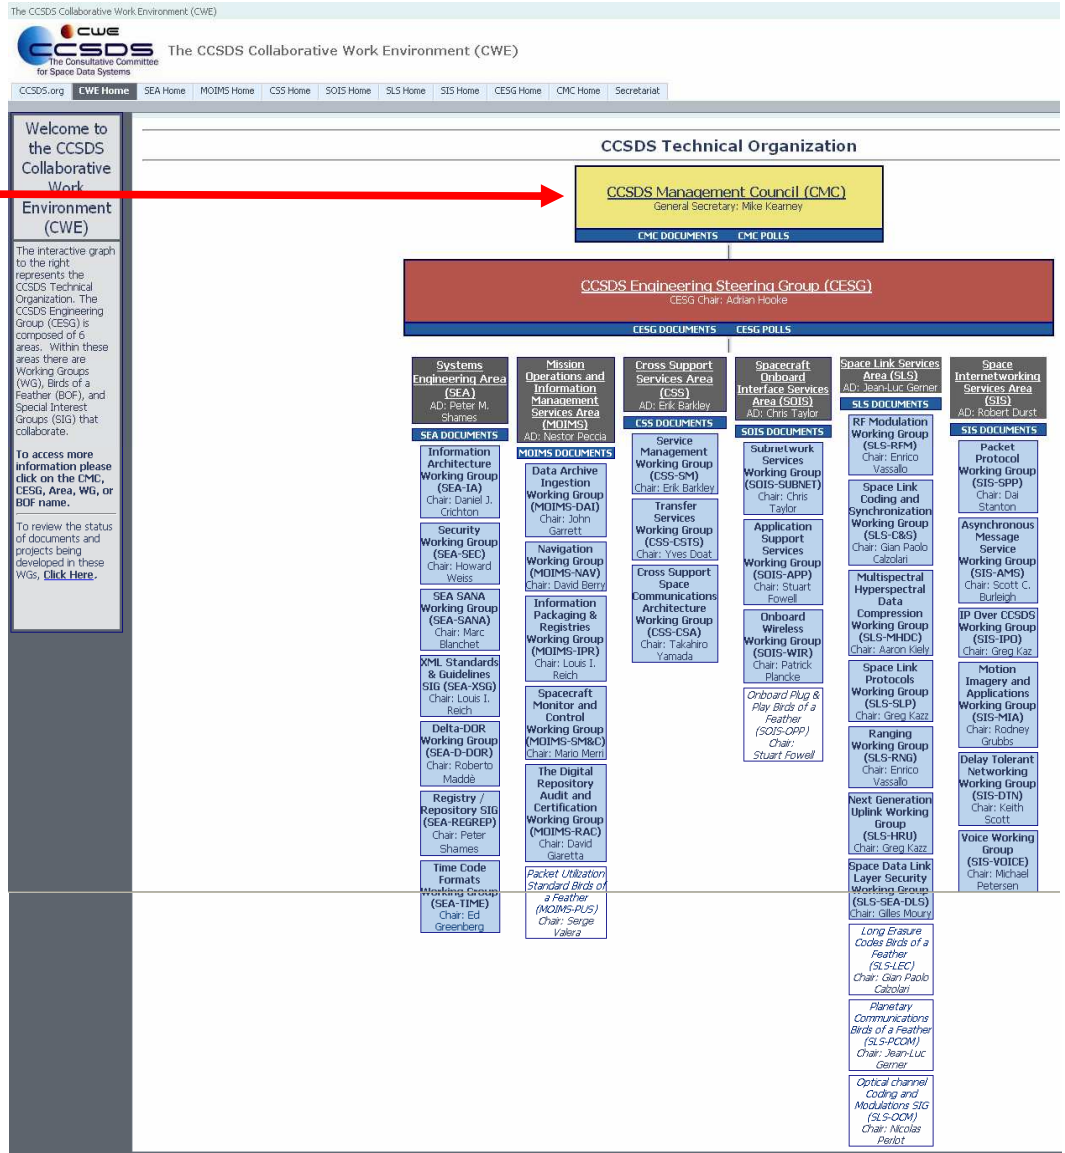 The CCSDS Collaborative Work Environment (CWE)
CWE
CCSDS
The Consultative Committee
for Space Data Systems
The CCSDS Collaborative Work Environment (CWE)
CCSDS.org CWE Home SEA Home MOIMS Home CSS Home SOIS Home SLS Home SIS Home CESG Home CMC Home Secretariat
Welcome to
the CCSDS
Collaborative
Work
Environment
(CWE)
The interactive graph
to the right
represents the
CCSDS Technical
Organization. The
CCSDS Engineering
Group (CESG) is
composed of 6
areas. Within these
areas there are
Working Groups
(WG), Birds of a
Feather (BOF), and
Special Interest
Groups (SIG) that
collaborate.
To access more
information please
click on the CMC,
CESG, Area, WG, or
BOF name.
To review the status
of documents and
projects being
developed in these
WGs, Click Here.
CCSDS Technical Organization
CCSDS Management Council (CMC)
General Secretary: Mike Kearney
CMC DOCUMENTS CMC POLLS
CCSDS Engineering Steering Group (CESG)
CESG Chair: Adrian Hooke
CESG DOCUMENTS CESG POLLS
Systems
Engineering Area
(SEA)
AD: Peter M.
Shames
SEA DOCUMENTS
Information
Architecture
Working Group
(SEA-IA)
Chair: Daniel J.
Crichton
Security
Working Group
(SEA-SEC)
Chair: Howard
Weiss
SEA SANA
Working Group
(SEA-SANA)
Chair: Marc
Blanchet
XML Standards
& Guidelines
SIG (SEA-XSG)
Chair: Louis I.
Reich
Delta-DOR
Working Group
(SEA-D-DOR)
Chair: Roberto
Maddè
Registry /
Repository SIG
(SEA-REGREP)
Chair: Peter
Shames
Time Code
Formats
Working Group
(SEA-TIME)
Chair: Ed
Greenberg
Mission
Operations and
Information
Management
Services Area
(MOIMS)
AD: Nestor Peccia
MOIMS DOCUMENTS
Data Archive
Ingestion
Working Group
(MOIMS-DAI)
Chair: John
Garrett
Navigation
Working Group
(MOIMS-NAV)
Chair: David Berry
Information
Packaging &
Registries
Working Group
(MOIMS-IPR)
Chair: Louis I.
Reich
Spacecraft
Monitor and
Control
Working Group
(MOIMS-SM&C)
Chair: Mario Merri
The Digital
Repository
Audit and
Certification
Working Group
(MOIMS-RAC)
Chair: David
Giaretta
Packet Utilization
Standard Birds of
a Feather
(MOIMS-PUS)
Chair: Serge
Valera
Cross Support
Services Area
(CSS)
AD: Erik Barkley
CSS DOCUMENTS
Service
Management
Working Group
(CSS-SM)
Chair: Erik Barkley
Transfer
Services
Working Group
(CSS-CSTS)
Chair: Yves Doat
Cross Support
Space
Communications
Architecture
Working Group
(CSS-CSA)
Chair: Takahiro
Yamada
Spacecraft
Onboard
Interface Services
Area (SOIS)
AD: Chris Taylor
SOIS DOCUMENTS
Subnetwork
Services
Working Group
(SOIS-SUBNET)
Chair: Chris
Taylor
Application
Support
Services
Working Group
(SOIS-APP)
Chair: Stuart
Fowell
Onboard
Wireless
Working Group
(SOIS-WIR)
Chair: Patrick
Plancke
Onboard Plug &
Play Birds of a
Feather
(SOIS-OPP)
Chair:
Stuart Fowell
Space Link Services
Area (SLS)
AD: Jean-Luc Gerner
SLS DOCUMENTS
RF Modulation
Working Group
(SLS-RFM)
Chair: Enrico
Vassallo
Space Link
Coding and
Synchronization
Working Group
(SLS-C&S)
Chair: Gian Paolo
Calzolari
Multispectral
Hyperspectral
Data
Compression
Working Group
(SLS-MHDC)
Chair: Aaron Kiely
Space Link
Protocols
Working Group
(SLS-SLP)
Chair: Greg Kazz
Ranging
Working Group
(SLS-RNG)
Chair: Enrico
Vassallo
Next Generation
Uplink Working
Group
(SLS-HRU)
Chair: Greg Kazz
Space Data Link
Layer Security
Working Group
(SLS-SEA-DLS)
Chair: Gilles Moury
Long Erasure
Codes Birds of a
Feather
(SLS-LEC)
Chair: Gian Paolo
Calzolari
Planetary
Communications
Birds of a Feather
(SLS-PCOM)
Chair: Jean-Luc
Gerner
Optical channel
Coding and
Modulations SIG
(SLS-OCM)
Chair: Nicolas
Perlot
Space
Internetworking
Services Area
(SIS)
AD: Robert Durst
SIS DOCUMENTS
Packet
Protocol
Working Group
(SIS-SPP)
Chair: Dai
Stanton
Asynchronous
Message
Service
Working Group
(SIS-AMS)
Chair: Scott C.
Burleigh
IP Over CCSDS
Working Group
(SIS-IPO)
Chair: Greg Kaz
Motion
Imagery and
Applications
Working Group
(SIS-MIA)
Chair: Rodney
Grubbs
Delay Tolerant
Networking
Working Group
(SIS-DTN)
Chair: Keith
Scott
Voice Working
Group
(SIS-VOICE)
Chair: Michael
Petersen